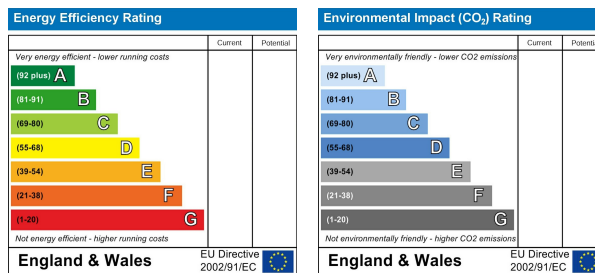 Energy Efficiency Rating
Current Potential
Very energy efficient - lower running costs
(92 plus) A
(81-91) B
(69-80) C
(55-68) D
(39-54) E
(21-38) F
(1-20) G
Not energy efficient - higher running costs
England & Wales
EU Directive
2002/91/EC
Environmental Impact (CO₂) Rating
Current Potenti
Very environmentally friendly - lower CO2 emissions
(92 plus) A
(81-91) B
(69-80) C
(55-68) D
(39-54) E
(21-38) F
(1-20) G
Not environmentally friendly - higher CO2 emissions
England & Wales
EU Directive
2002/91/EC